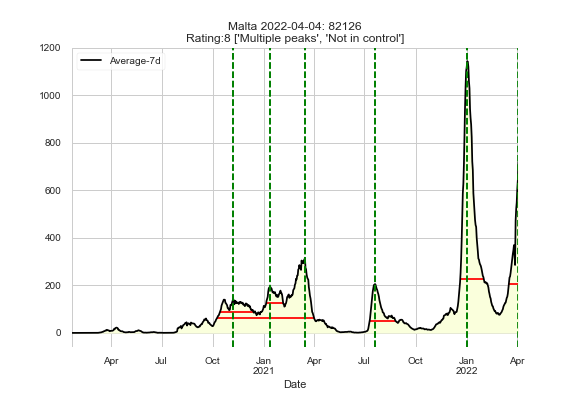 Malta 2022-04-04: 82126
Rating:8 ['Multiple peaks', 'Not in control']
1200
Average-7d
1000
800
600
400
200
0
Apr Jul Oct Jan Apr Jul Oct Jan Apr
2021 2022
Date